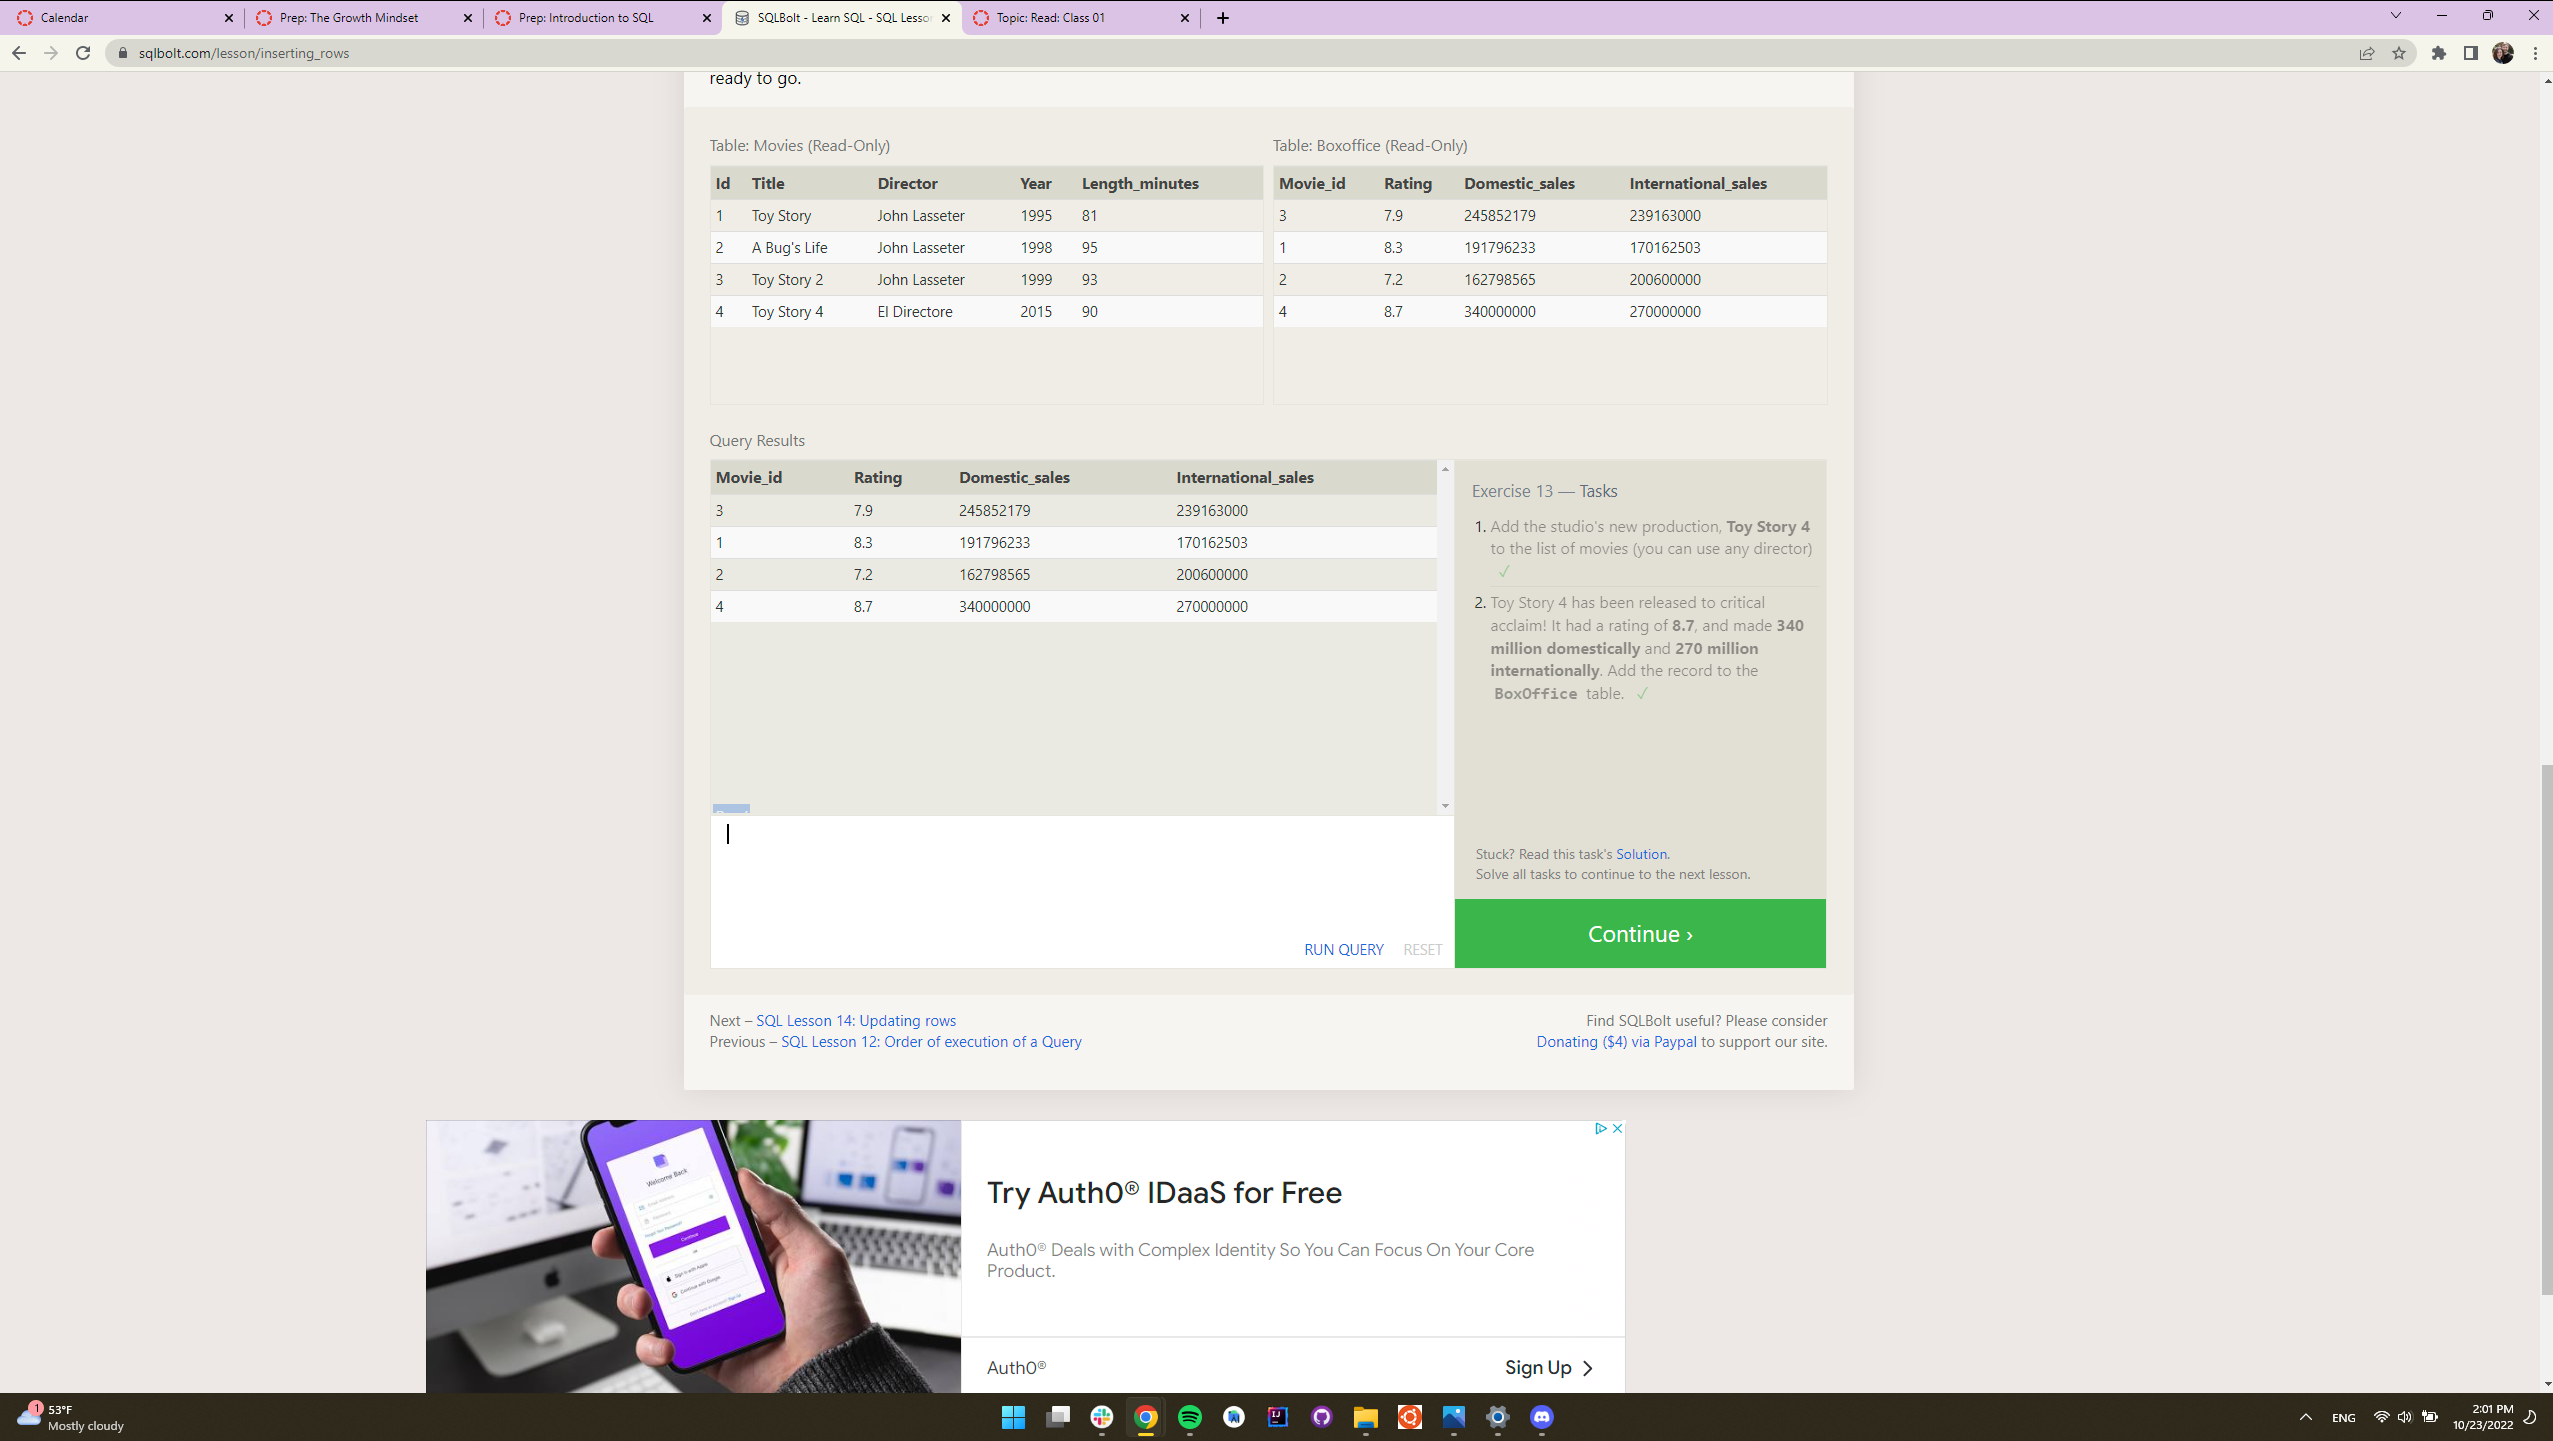 Calendar
Prep: The Growth Mindset
Prep: Introduction to SQL
SQLBolt - Learn SQL - SQL Lesson
Topic: Read: Class 01
sqlbolt.com/lesson/inserting_rows
ready to go.
Table: Movies (Read-Only)
Id Title Director Year Length_minutes
1 Toy Story John Lasseter 1995 81
2 A Bug's Life John Lasseter 1998 95
3 Toy Story 2 John Lasseter 1999 93
4 Toy Story 4 El Directore 2015 90
Table: Boxoffice (Read-Only)
Movie_id Rating Domestic_sales International_sales
3 7.9 245852179 239163000
1 8.3 191796233 170162503
2 7.2 162798565 200600000
4 8.7 340000000 270000000
Query Results
Movie_id Rating Domestic_sales International_sales
3 7.9 245852179 239163000
1 8.3 191796233 170162503
2 7.2 162798565 200600000
4 8.7 340000000 270000000
RUN QUERY RESET
Exercise 13 — Tasks
1. Add the studio's new production, Toy Story 4
to the list of movies (you can use any director)
✓
2. Toy Story 4 has been released to critical
acclaim! It had a rating of 8.7, and made 340
million domestically and 270 million
internationally. Add the record to the
BoxOffice table. ✓
Stuck? Read this task's Solution.
Solve all tasks to continue to the next lesson.
Continue ›
Next – SQL Lesson 14: Updating rows
Previous – SQL Lesson 12: Order of execution of a Query
Find SQLBolt useful? Please consider
Donating ($4) via Paypal to support our site.
Welcome Back
Continue
Sign in with Apple
Continue with Google
Try Auth0® IDaaS for Free
Auth0® Deals with Complex Identity So You Can Focus On Your Core
Product.
Auth0®
Sign Up
1
53°F
Mostly cloudy
ENG
2:01 PM
10/23/2022